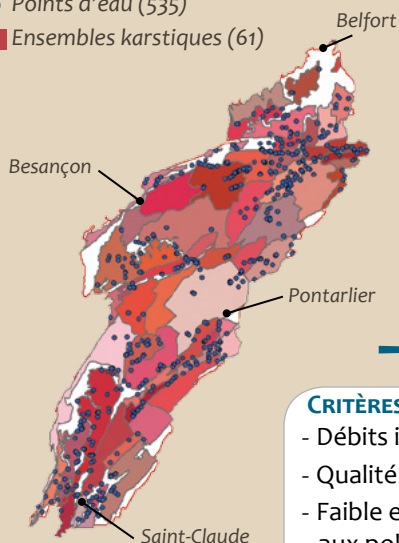 Points d'eau (535)
Ensembles karstiques (61)
Belfort
Besançon
Pontarlier
CRITÈRES
- Débits
- Qualité
- Faible
Saint-Claude